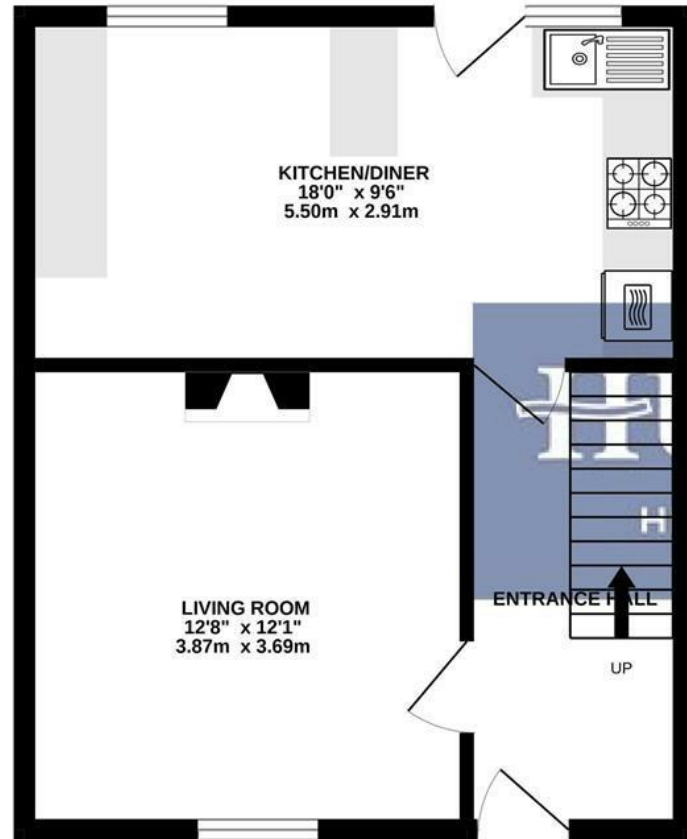 KITCHEN/DINER
18'0" x 9'6"
5.50m x 2.91m
LIVING ROOM
12'8" x 12'1"
3.87m x 3.69m
ENTRANCE HALL
UP
H